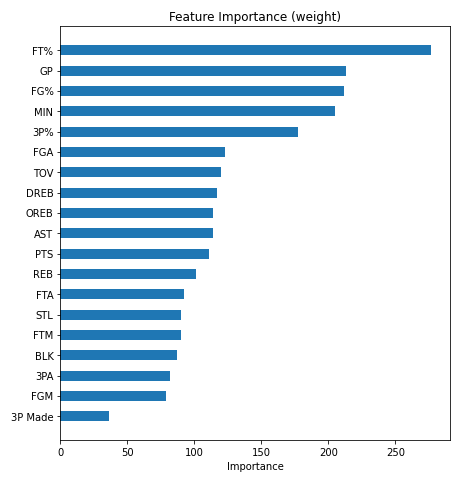 Feature Importance (weight)
FT%
GP
FG%
MIN
3P%
FGA
TOV
DREB
OREB
AST
PTS
REB
FTA
STL
FTM
BLK
3PA
FGM
3P Made
0 50 100 150 200 250
Importance